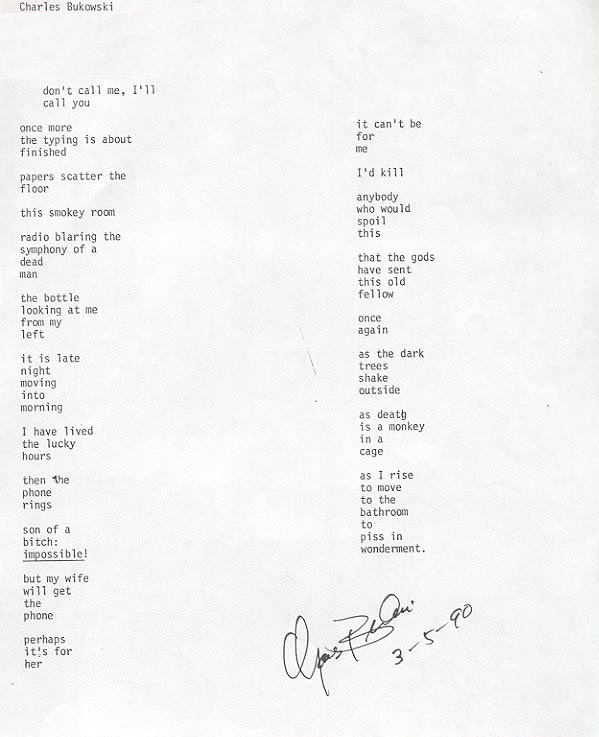 Charles Bukowski
don't call me, I'll
call you
once more
the typing is about
finished
papers scatter the
floor
this smokey room
radio blaring the
symphony of a
dead
man
the bottle
looking at me
from my
left
it is late
night
moving
into
morning
I have lived
the lucky
hours
then the
phone
rings
son of a
bitch:
impossible!
but my wife
will get
the
phone
perhaps
it's for
her
it can't be
for
me
I'd kill
anybody
who would
spoil
this
that the gods
have sent
this old
fellow
once
again
as the dark
trees
shake
outside
as death
is a monkey
in a
cage
as I rise
to move
to the
bathroom
to
piss in
wonderment.
3-5-90